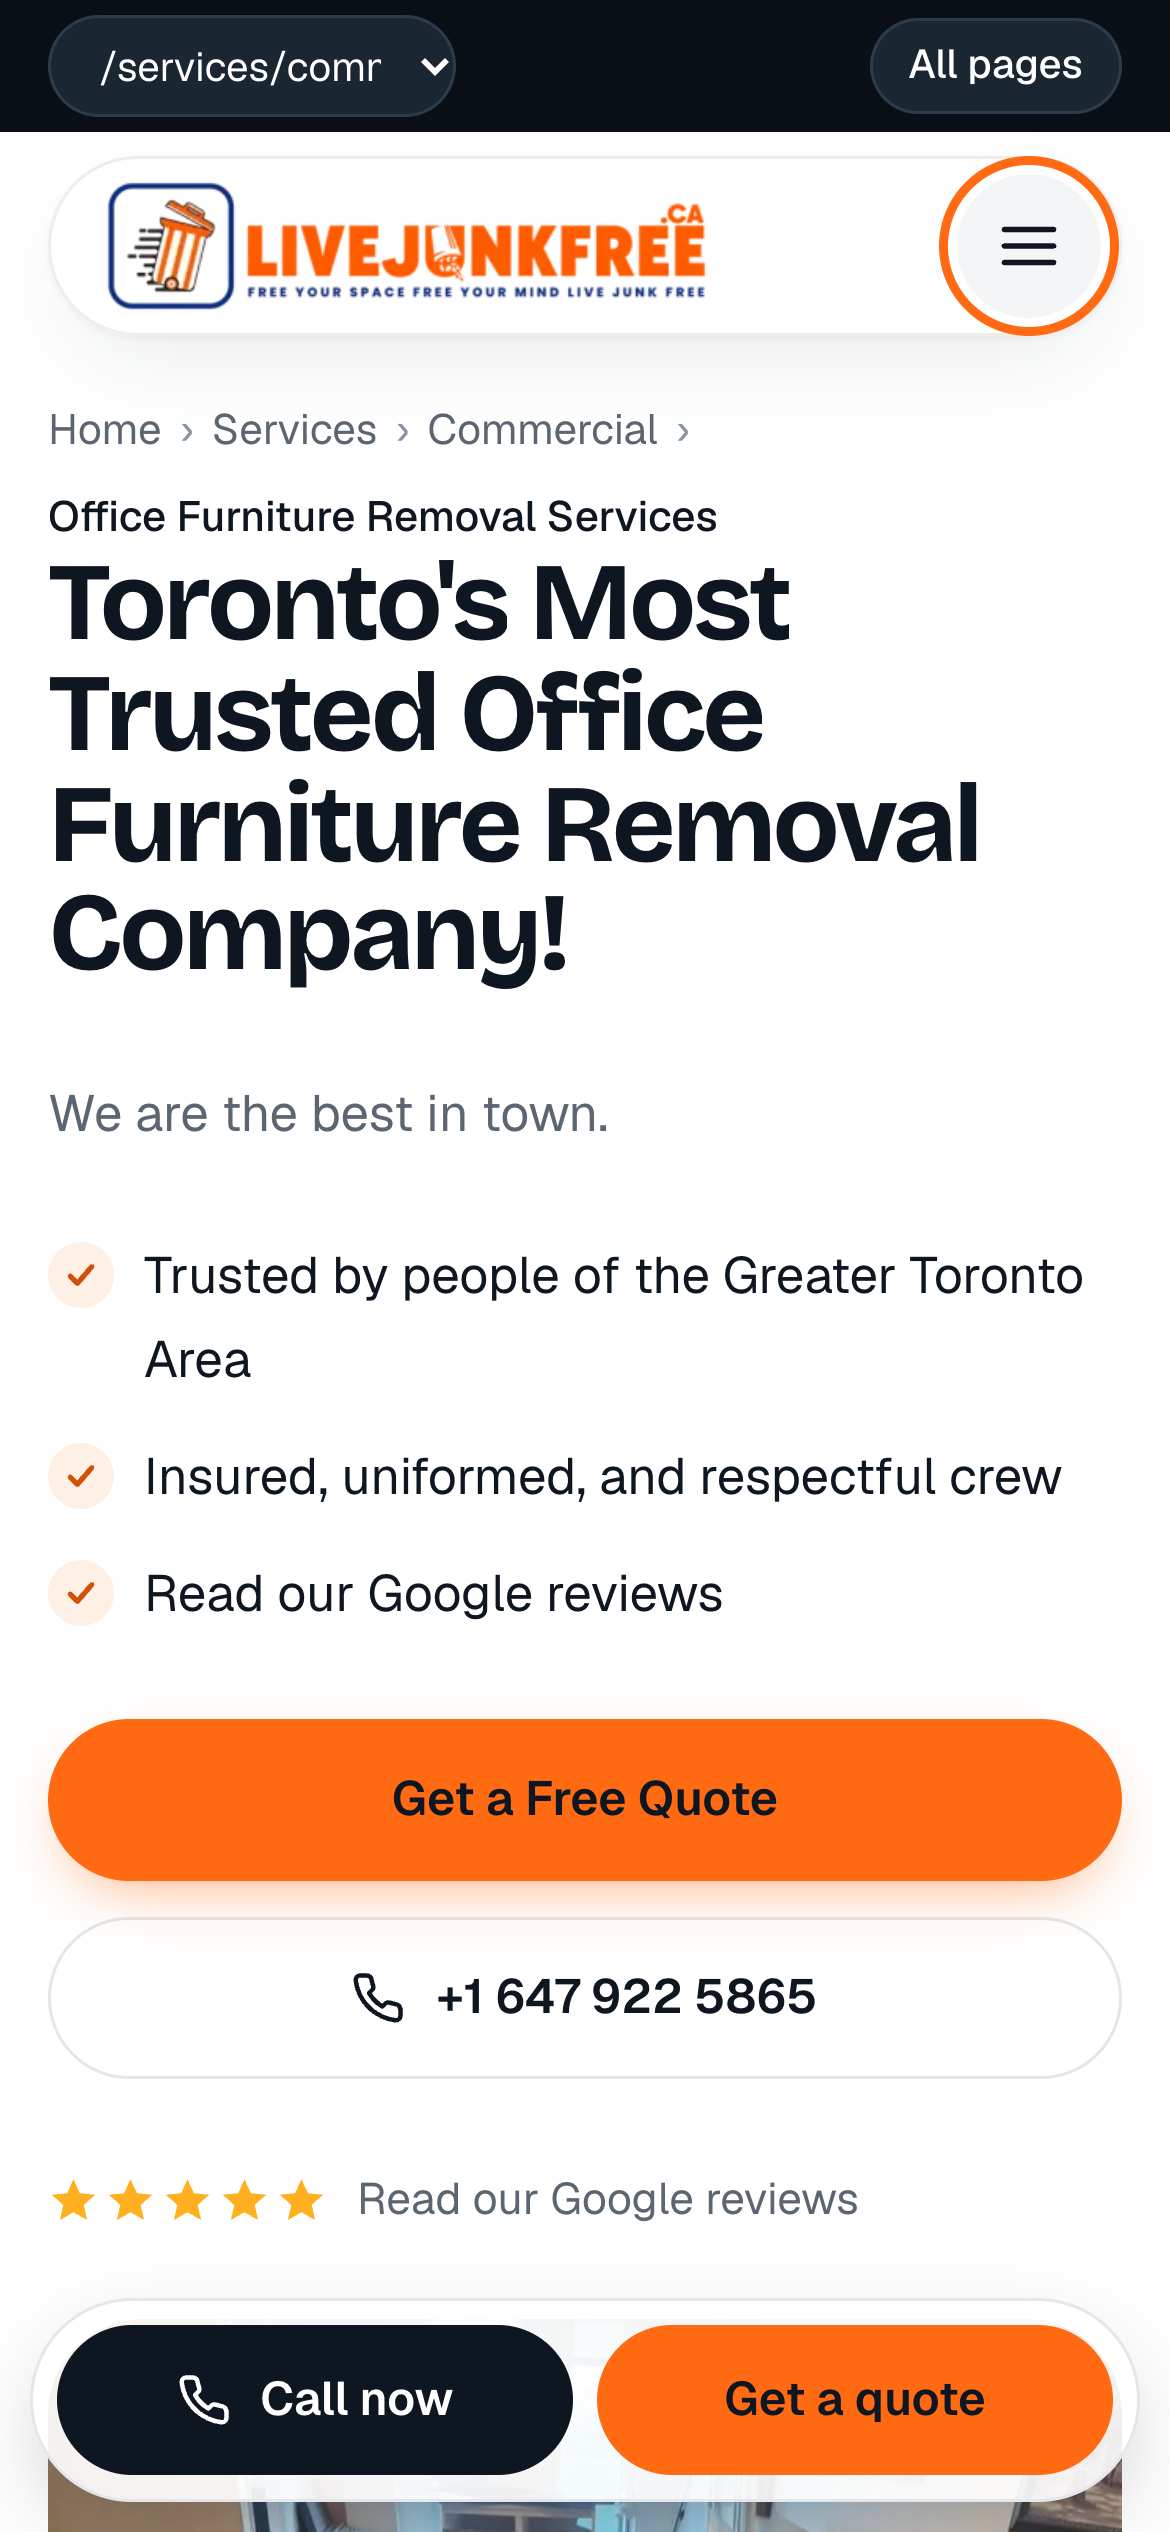 /services/comr
All pages
LIVEJUNKFREE.CA
FREE YOUR SPACE FREE YOUR MIND LIVE JUNK FREE
Home › Services › Commercial ›
Office Furniture Removal Services
Toronto's Most
Trusted Office
Furniture Removal
Company!
We are the best in town.
Trusted by people of the Greater Toronto
Area
Insured, uniformed, and respectful crew
Read our Google reviews
Get a Free Quote
+1 647 922 5865
Read our Google reviews
Call now
Get a quote